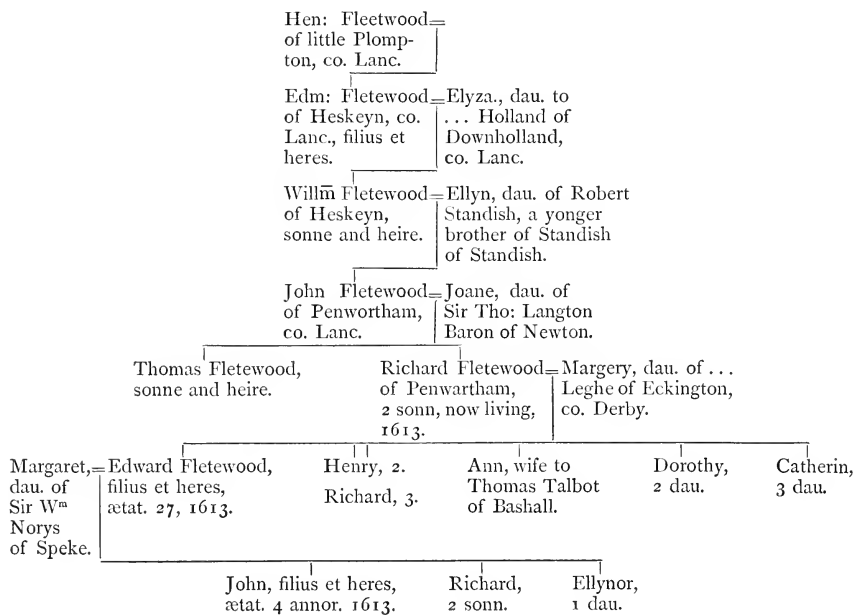 Hen: Fleetwood=
of little Plomp-
ton, co. Lanc.
Edm: Fletewood=Elyza., dau. to
of Heskeyn, co. ... Holland of
Lanc., filius et Downholland,
heres. co. Lanc.
Willm̄ Fletewood=Ellyn, dau. of Robert
of Heskeyn, Standish, a yonger
sonne and heire. brother of Standish
of Standish.
John Fletewood=Joane, dau. of
of Penwortham, Sir Tho: Langton
co. Lanc. Baron of Newton.
Thomas Fletewood,
sonne and heire.
Richard Fletewood=Margery, dau. of ...
of Penwartham, Leghe of Eckington,
2 sonn, now living, co. Derby.
1613.
Margaret,=Edward Fletewood,
dau. of filius et heres,
Sir Wᵐ ætat. 27, 1613.
Norys
of Speke.
Henry, 2.
Richard, 3.
Ann, wife to
Thomas Talbot
of Bashall.
Dorothy,
2 dau.
Catherin,
3 dau.
John, filius et heres,
ætat. 4 annor. 1613.
Richard,
2 sonn.
Ellynor,
1 dau.